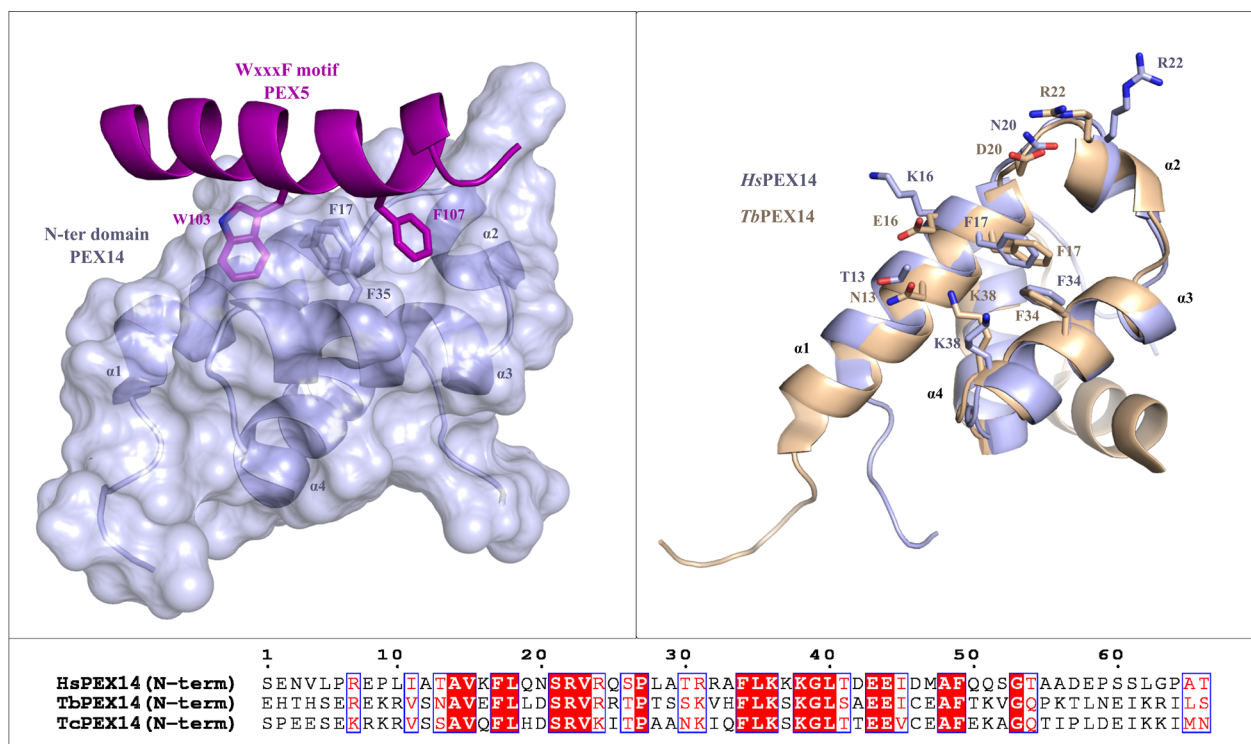 WxxxF motif
PEX5
W103
F17
F107
N-ter domain
PEX14
α2
F35
α1
α3
α4
R22
R22
N20
D20
α2
HsPEX14
K16
TbPEX14
E16
F17
F17
T13
F34
N13
K38
α3
F34
K38
α1
α4
1 10 20 30 40 50 60
HsPEX14(N-term) SENVLPREPLIATAVKFLQNSRVRQSPLATRRAFLKKKGLTDEEIDMAFQQSGTAADEPSSLGPAT
TbPEX14(N-term) EHTHSEREKRVSNAVEFLLDSRVRRTPTSSKVHFLKSKGLSAEEICEAFTKVGQPKTLNEIKRILS
TcPEX14(N-term) SPEESEKRKRVSSAVQFLHDSRVKITPAANKIQFLKSKGLTTEEVCEAFEKAGQTIPLDEIKKIMN